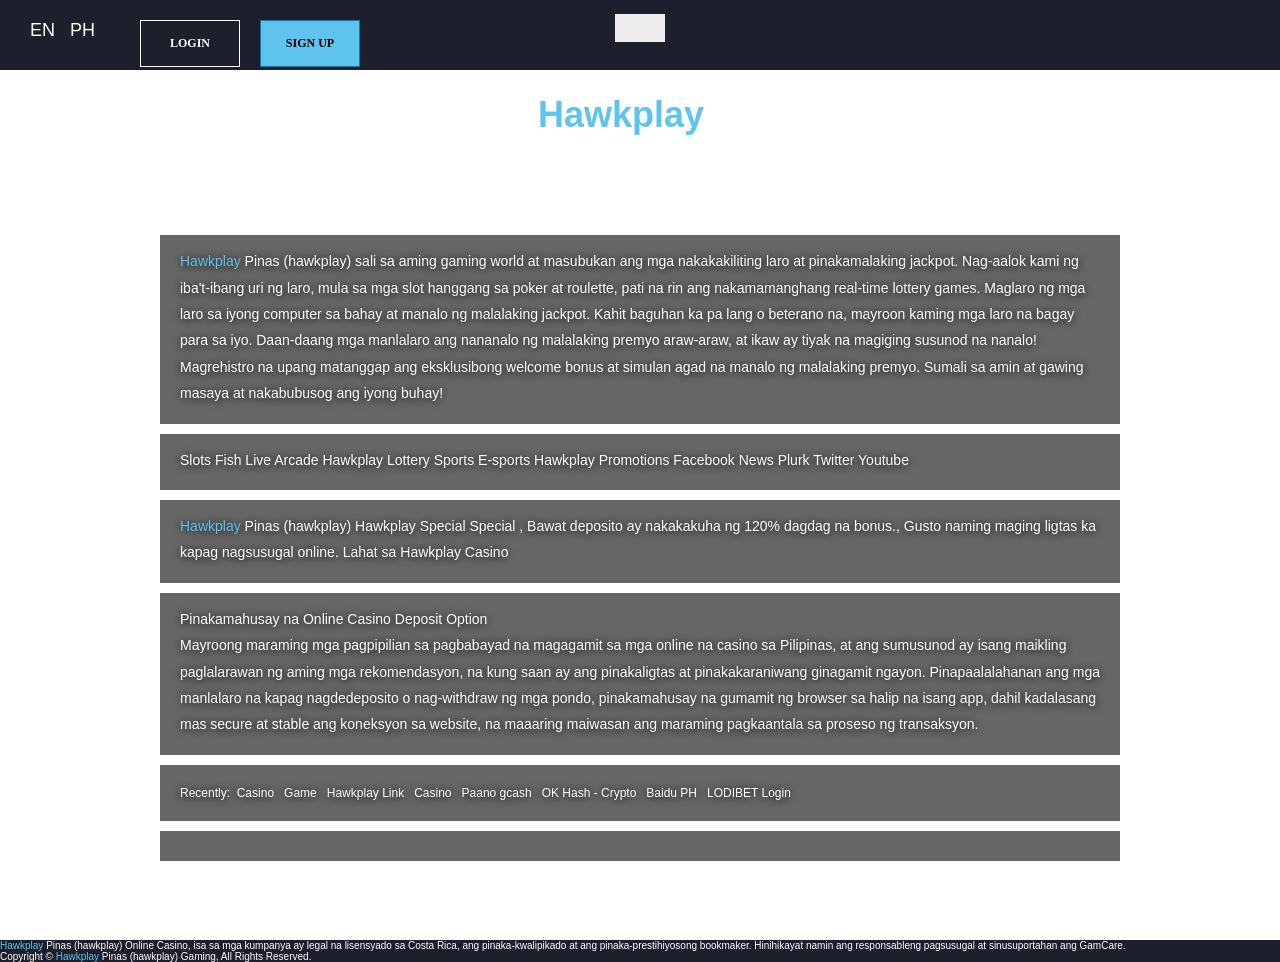 EN PH LOGIN SIGN UP
Hawkplay
Hawkplay Pinas (hawkplay) sali sa aming gaming world at masubukan ang mga nakakakiliting laro at pinakamalaking jackpot. Nag-aalok kami ng
iba't-ibang uri ng laro, mula sa mga slot hanggang sa poker at roulette, pati na rin ang nakamamanghang real-time lottery games. Maglaro ng mga
laro sa iyong computer sa bahay at manalo ng malalaking jackpot. Kahit baguhan ka pa lang o beterano na, mayroon kaming mga laro na bagay
para sa iyo. Daan-daang mga manlalaro ang nananalo ng malalaking premyo araw-araw, at ikaw ay tiyak na magiging susunod na nanalo!
Magrehistro na upang matanggap ang eksklusibong welcome bonus at simulan agad na manalo ng malalaking premyo. Sumali sa amin at gawing
masaya at nakabubusog ang iyong buhay!
Slots Fish Live Arcade Hawkplay Lottery Sports E-sports Hawkplay Promotions Facebook News Plurk Twitter Youtube
Hawkplay Pinas (hawkplay) Hawkplay Special Special , Bawat deposito ay nakakakuha ng 120% dagdag na bonus., Gusto naming maging ligtas ka
kapag nagsusugal online. Lahat sa Hawkplay Casino
Pinakamahusay na Online Casino Deposit Option
Mayroong maraming mga pagpipilian sa pagbabayad na magagamit sa mga online na casino sa Pilipinas, at ang sumusunod ay isang maikling
paglalarawan ng aming mga rekomendasyon, na kung saan ay ang pinakaligtas at pinakakaraniwang ginagamit ngayon. Pinapaalalahanan ang mga
manlalaro na kapag nagdedeposito o nag-withdraw ng mga pondo, pinakamahusay na gumamit ng browser sa halip na isang app, dahil kadalasang
mas secure at stable ang koneksyon sa website, na maaaring maiwasan ang maraming pagkaantala sa proseso ng transaksyon.
Recently: Casino Game Hawkplay Link Casino Paano gcash OK Hash - Crypto Baidu PH LODIBET Login
Hawkplay Pinas (hawkplay) Online Casino, isa sa mga kumpanya ay legal na lisensyado sa Costa Rica, ang pinaka-kwalipikado at ang pinaka-prestihiyosong bookmaker. Hinihikayat namin ang responsableng pagsusugal at sinusuportahan ang GamCare.
Copyright © Hawkplay Pinas (hawkplay) Gaming, All Rights Reserved.